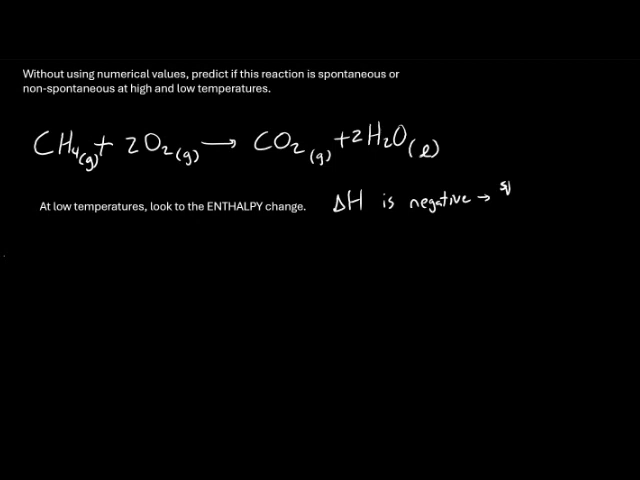 Without using numerical values, predict if this reaction is spontaneous or
non-spontaneous at high and low temperatures.
CH₄(g) + 2O₂(g) → CO₂(g) + 2H₂O(l)
At low temperatures, look to the ENTHALPY change. ΔH is negative → sp